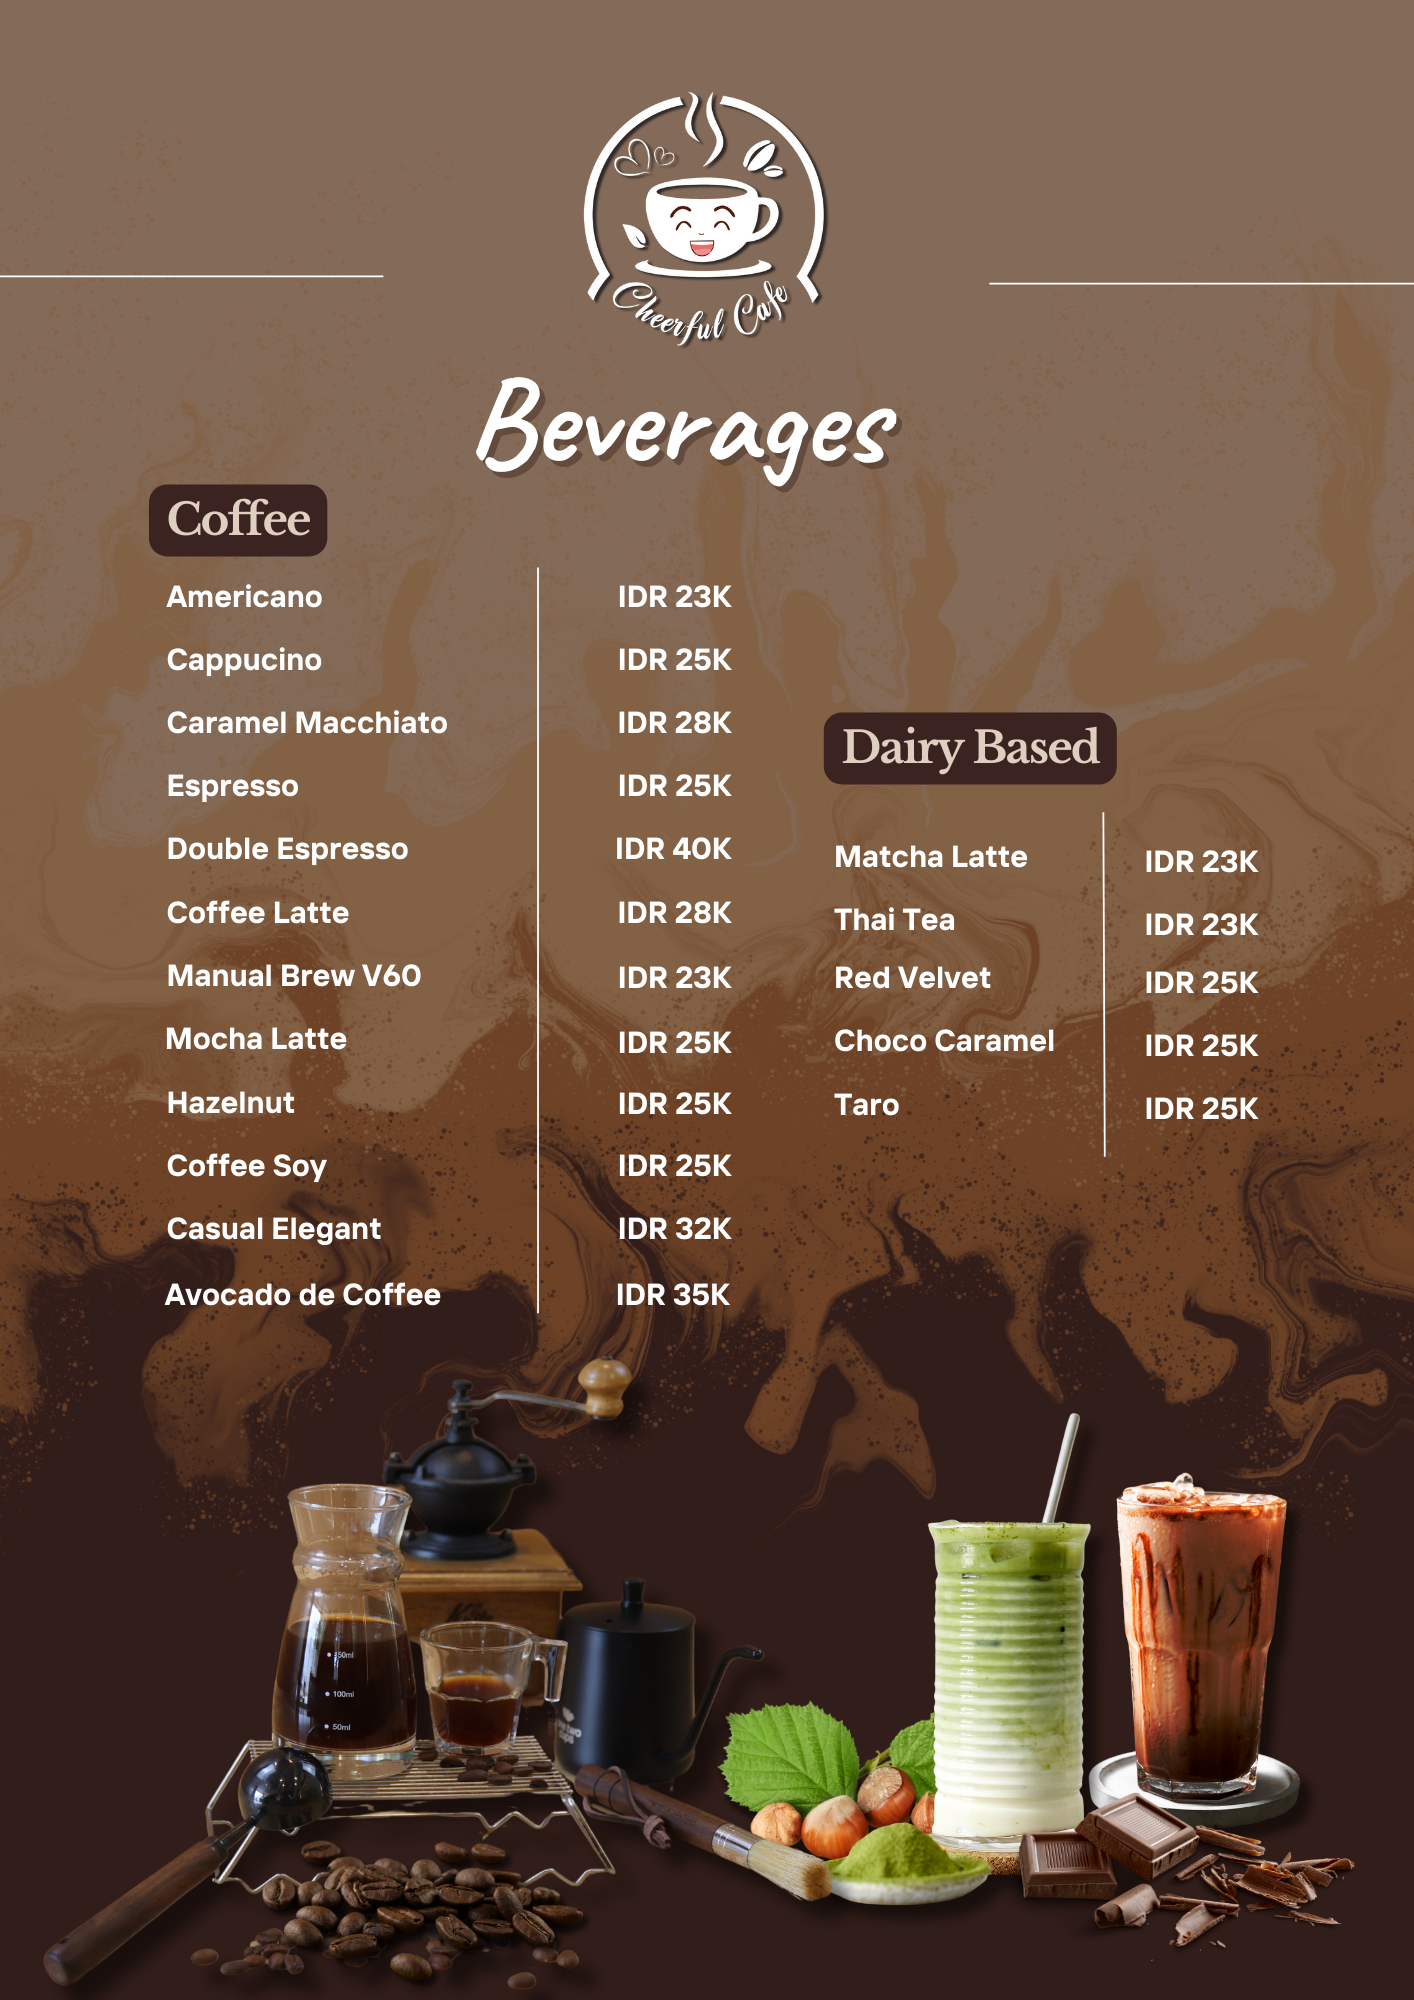 Cheerful Cafe
Beverages
Coffee
Americano IDR 23K
Cappucino IDR 25K
Caramel Macchiato IDR 28K
Espresso IDR 25K
Double Espresso IDR 40K
Coffee Latte IDR 28K
Manual Brew V60 IDR 23K
Mocha Latte IDR 25K
Hazelnut IDR 25K
Coffee Soy IDR 25K
Casual Elegant IDR 32K
Avocado de Coffee IDR 35K
Dairy Based
Matcha Latte IDR 23K
Thai Tea IDR 23K
Red Velvet IDR 25K
Choco Caramel IDR 25K
Taro IDR 25K
100ml
50ml